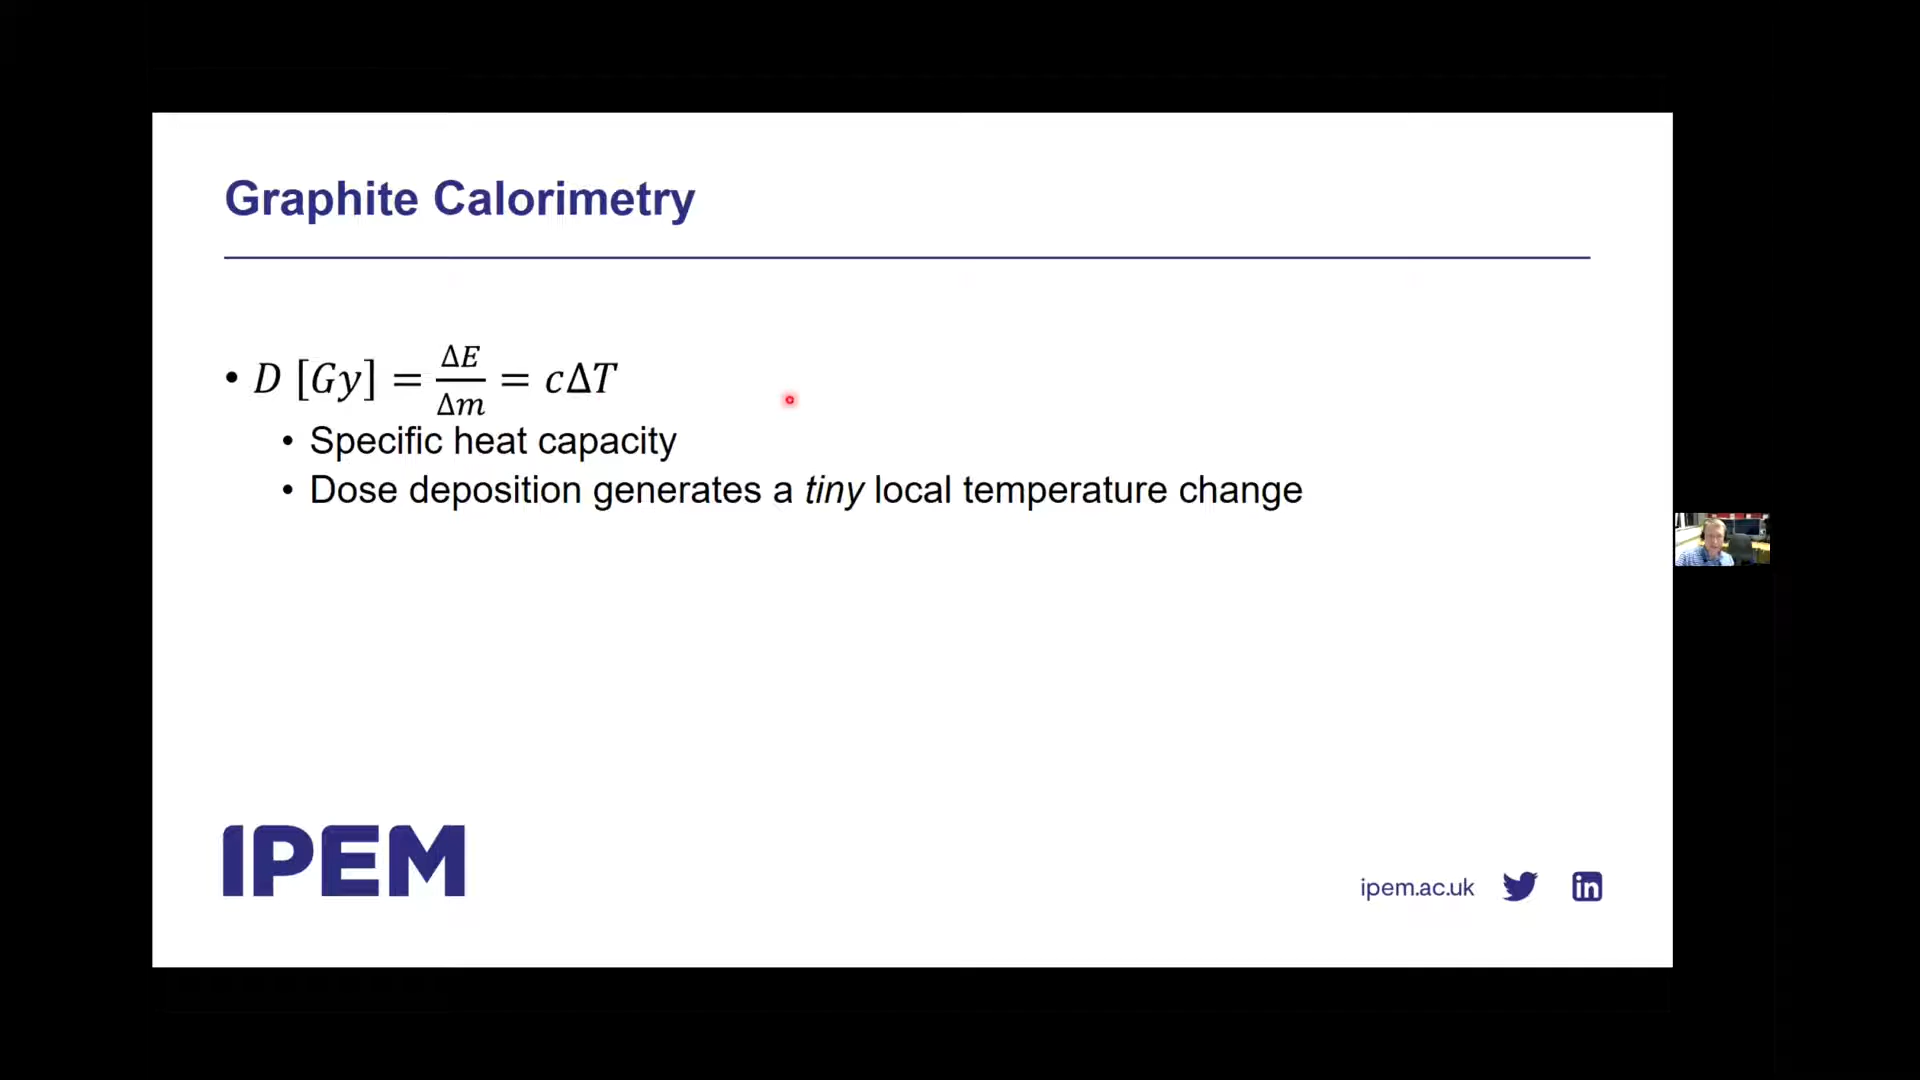 Graphite Calorimetry
• D [Gy] = ΔE/Δm = cΔT
• Specific heat capacity
• Dose deposition generates a tiny local temperature change
IPEM
ipem.ac.uk
in